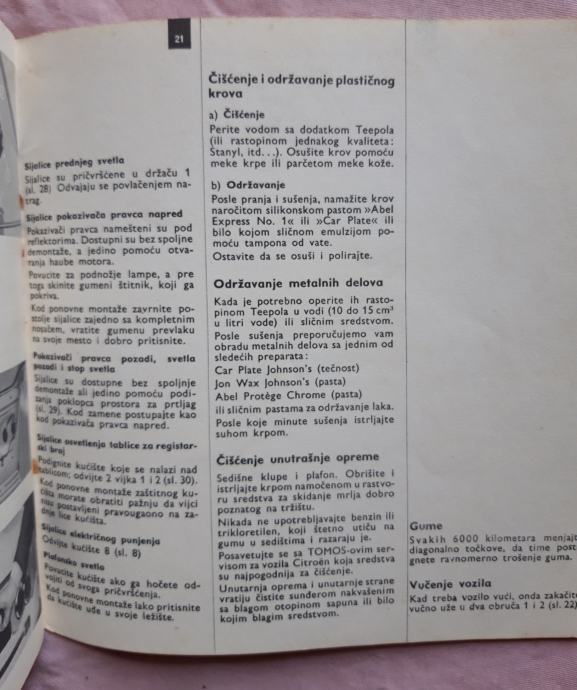 21
Sijalice prednjeg svetla
Sijalice su pričvršćene u držaču 1
(sl. 28) Odvajaju se povlačenjem na-
trag.
Sijalice pokazivača pravca napred
Pokazivači pravca namešteni su pod
reflektorima. Dostupni su bez spoljne
demontaže, a jedino pomoću otva-
ranja haube motora.
Povucite za podnožje lampe, a pre
toga skinite gumeni štitnik, koji ga
pokriva.
Kod ponovne montaže zavrnite po-
stolje sijalice zajedno sa kompletnim
nosačem, vratite gumenu prevlaku
na svoje mesto i dobro pritisnite.
Pokazivači pravca pozadi, svetla
pozadi i stop svetla
Sijalice su dostupne bez spoljnje
demontaže ali jedino pomoću podi-
zanja poklopca prostora za prtljag
(sl. 29). Kod zamene postupajte kao
kod pokazivača pravca napred.
Sijalice osvetlenja tablice za registar-
ski broj
Podignite kućište koje se nalazi nad
tablicom; odvijte 2 vijka 1 i 2 (sl. 30).
Kod ponovne montaže zaštitnog ku-
ćišta morate obratiti pažnju da vijci
nisu postavljeni pravougaono na zad-
nje lice kućišta.
Sijalice električnog punjenja
Odvijte kućište 8 (sl. 8)
Plafonsko svetlo
Povucite kućište ako ga hočete od-
vojiti od svoga pričvršćenja.
Kod ponovne montaže lako pritisnite
da kućište uđe u svoje ležište.
Čišćenje i održavanje plastičnog
krova
a) Čišćenje
Perite vodom sa dodatkom Teepola
(ili rastopinom jednakog kvaliteta:
Stanyl, itd...). Osušite krov pomoću
meke krpe ili parčetom meke kože.
b) Održavanje
Posle pranja i sušenja, namažite krov
naročitom silikonskom pastom »Abel
Express No. 1« ili »Car Plate« ili
bilo kojom sličnom emulzijom po-
moću tampona od vate.
Ostavite da se osuši i polirajte.
Održavanje metalnih delova
Kada je potrebno operite ih rasto-
pinom Teepola u vodi (10 do 15 cm³
u litri vode) ili sličnim sredstvom.
Posle sušenja preporučujemo vam
obradu metalnih delova sa jednim od
sledećih preparata:
Car Plate Johnson's (tečnost)
Jon Wax Johnson's (pasta)
Abel Protège Chrome (pasta)
ili sličnim pastama za održavanje laka.
Posle koje minute sušenja istrljajte
suhom krpom.
Čišćenje unutrašnje opreme
Sedišne klupe i plafon. Obrišite i
istrljajte krpom namočenom u rastvo-
ru sredstva za skidanje mrlja dobro
poznatog na tržištu.
Nikada ne upotrebljavajte benzin ili
trikloretilen, koji štetno utiču na
gumu u sedištima i razaraju je.
Posavetujte se sa TOMOS-ovim ser-
visom za vozila Citroën koja sredstva
su najpogodnija za čišćenje.
Unutarnja oprema i unutarnje strane
vratiju čistite sunđerom nakvašenim
sa blagom otopinom sapuna ili bilo
kojim blagim sredstvom.
Gume
Svakih 6000 kilometara menjajt
diagonalno točkove, da time post
gnete ravnomerno trošenje guma.
Vučenje vozila
Kad treba vozilo vući, onda zakačite
vučno uže u dva obruča 1 i 2 (sl. 22)